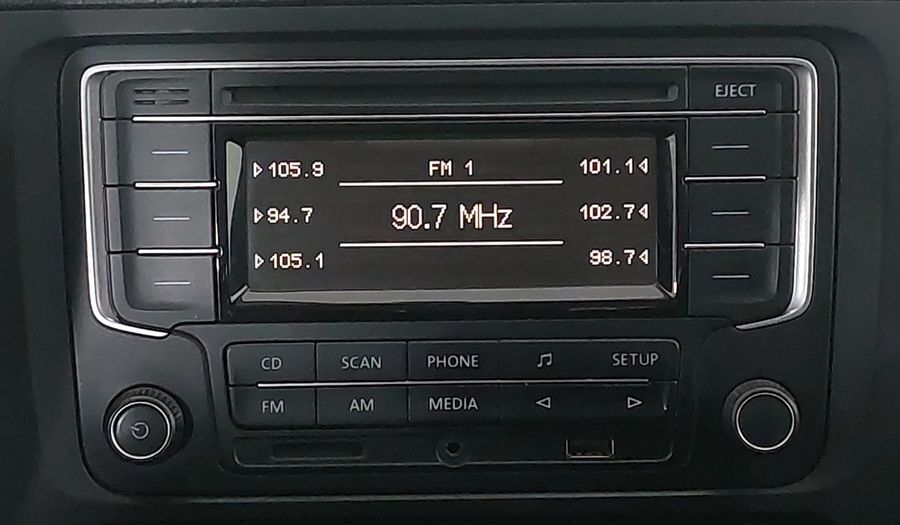 EJECT
105.9 FM 1 101.1
94.7 90.7 MHz 102.7
105.1 98.7
CD SCAN PHONE SETUP
FM AM MEDIA